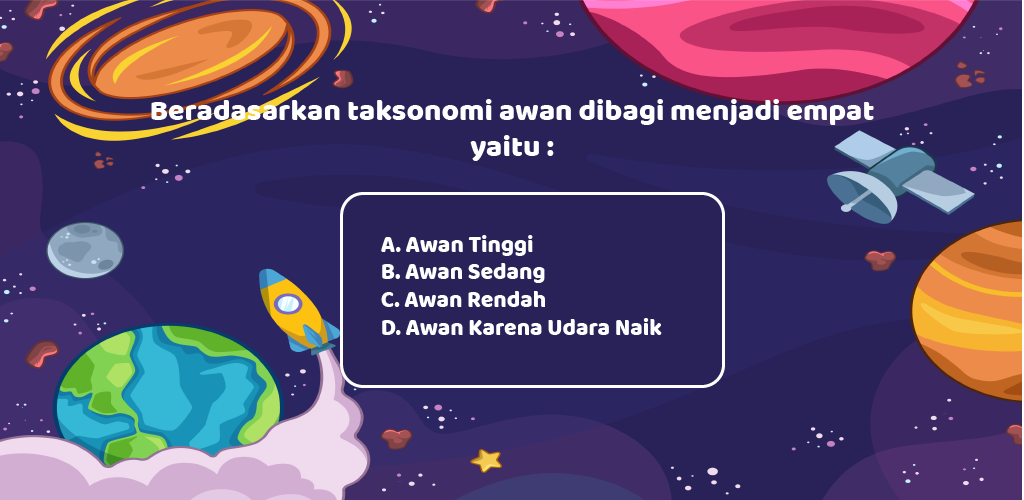 Beradasarkan taksonomi awan dibagi menjadi empat
yaitu :
A. Awan Tinggi
B. Awan Sedang
C. Awan Rendah
D. Awan Karena Udara Naik